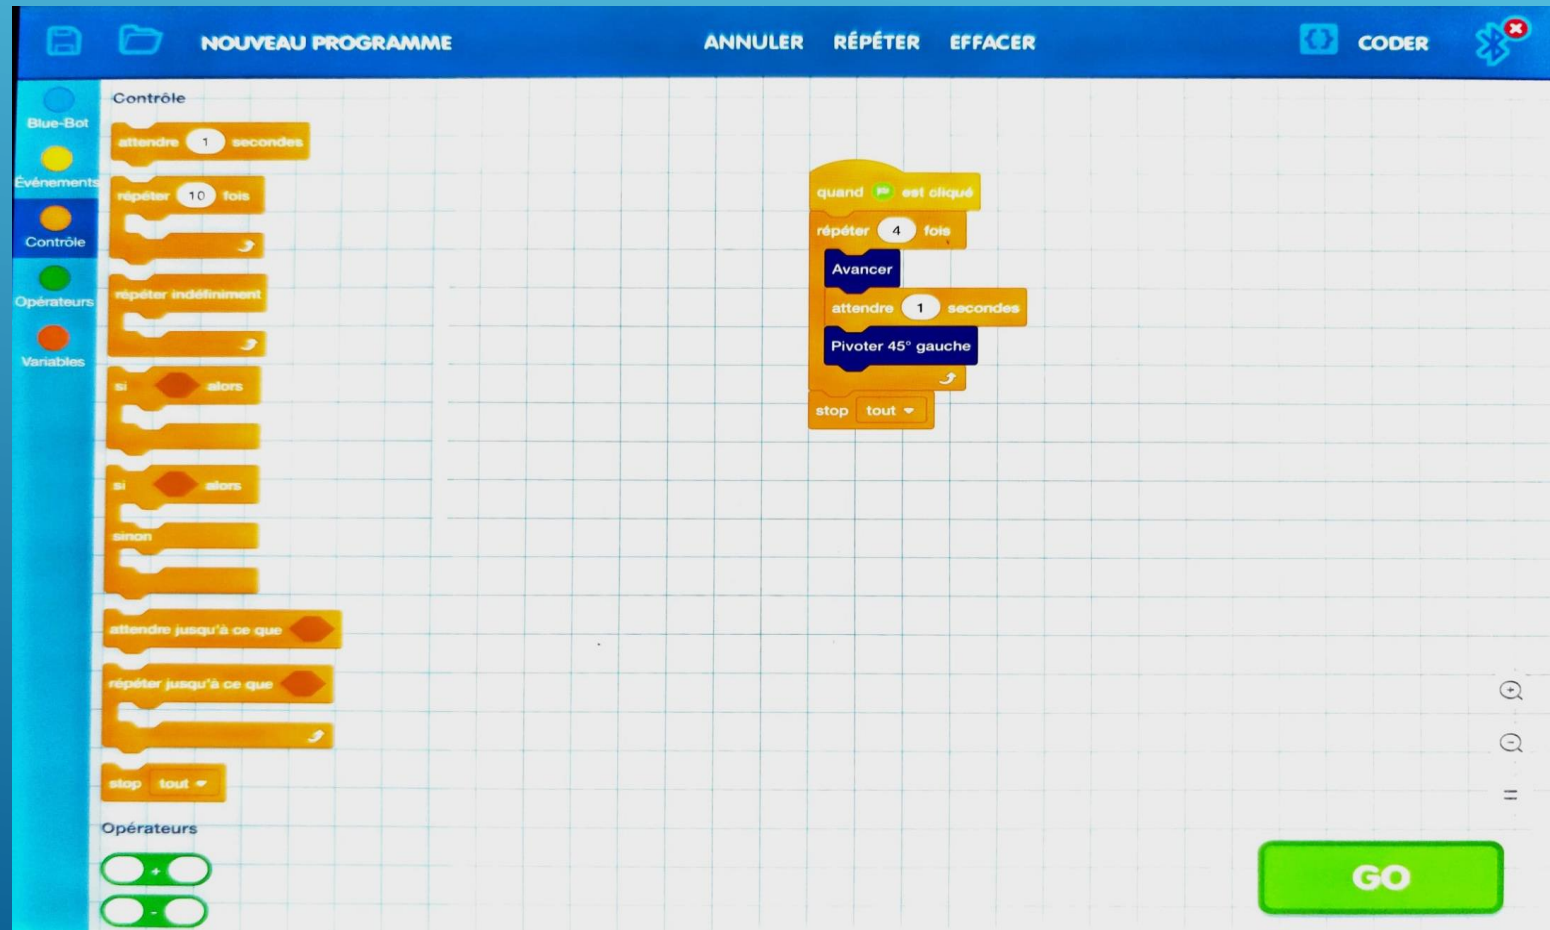 NOUVEAU PROGRAMME
ANNULER RÉPÉTER EFFACER
CODER
Blue-Bot
Événements
Contrôle
Opérateurs
Variables
Contrôle
attendre 1 secondes
répéter 10 fois
répéter indéfiniment
si alors
si alors
sinon
attendre jusqu'à ce que
répéter jusqu'à ce que
stop tout
Opérateurs
+
-
quand est cliqué
répéter 4 fois
Avancer
attendre 1 secondes
Pivoter 45° gauche
stop tout
GO